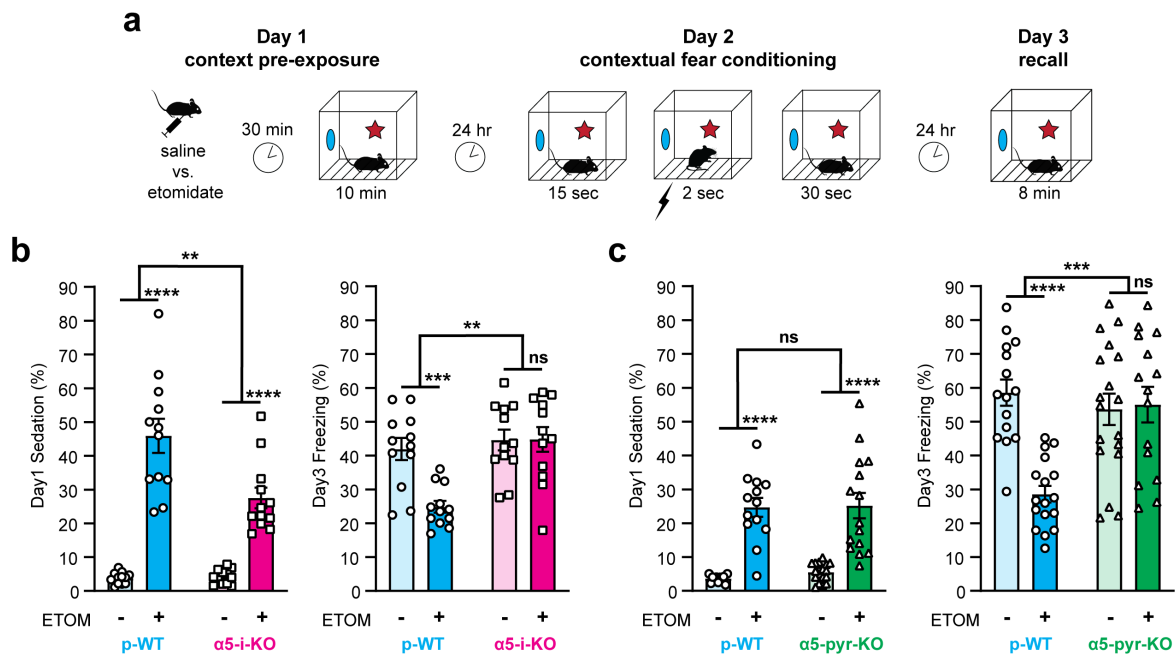 a
Day 1
context pre-exposure
Day 2
contextual fear conditioning
Day 3
recall
saline
vs.
etomidate
30 min
10 min
24 hr
15 sec
2 sec
30 sec
24 hr
8 min
b
Day1 Sedation (%)
90
80
70
60
50
40
30
20
10
0
**
****
****
ETOM
- + - +
p-WT α5-i-KO
Day3 Freezing (%)
90
80
70
60
50
40
30
20
10
0
**
***
ns
- + - +
p-WT α5-i-KO
c
Day1 Sedation (%)
90
80
70
60
50
40
30
20
10
0
ns
****
****
ETOM
- + - +
p-WT α5-pyr-KO
Day3 Freezing (%)
90
80
70
60
50
40
30
20
10
0
***
****
ns
- + - +
p-WT α5-pyr-KO